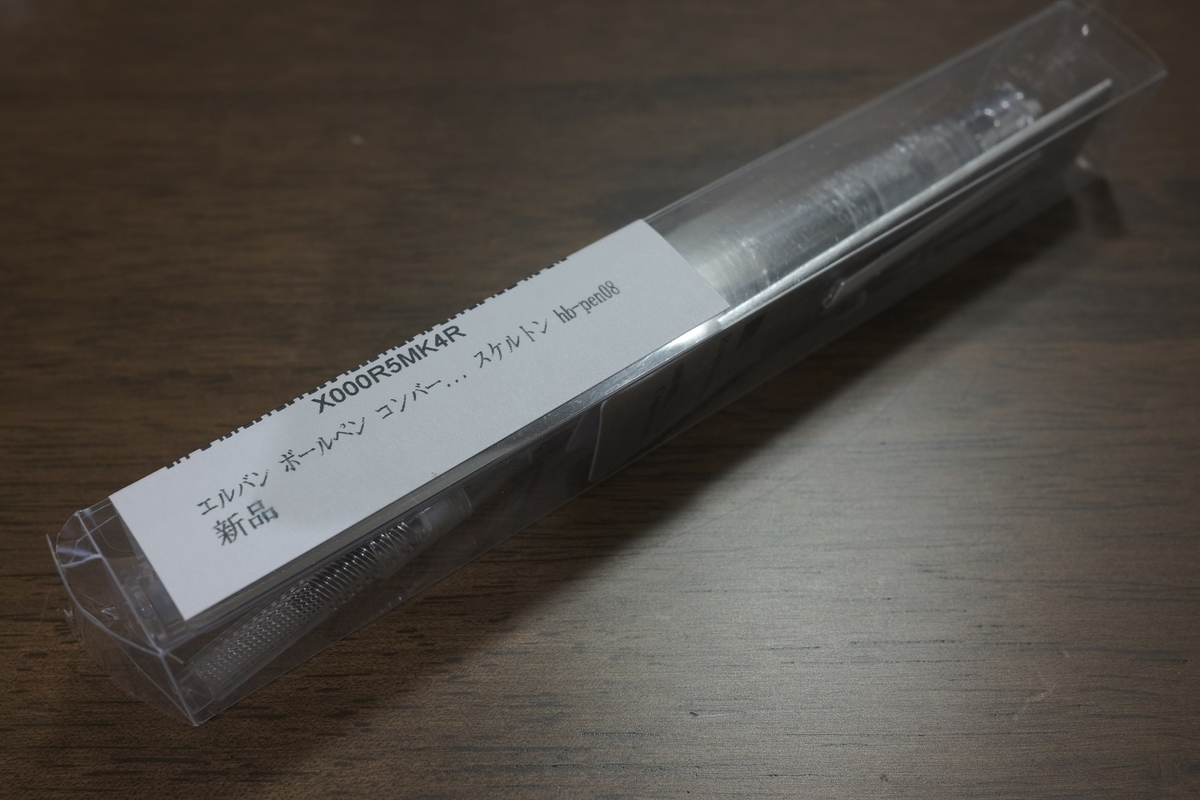 X000R5MK4R
エルバン ボールペン コンバー... スケルトン hb-pen08
新品